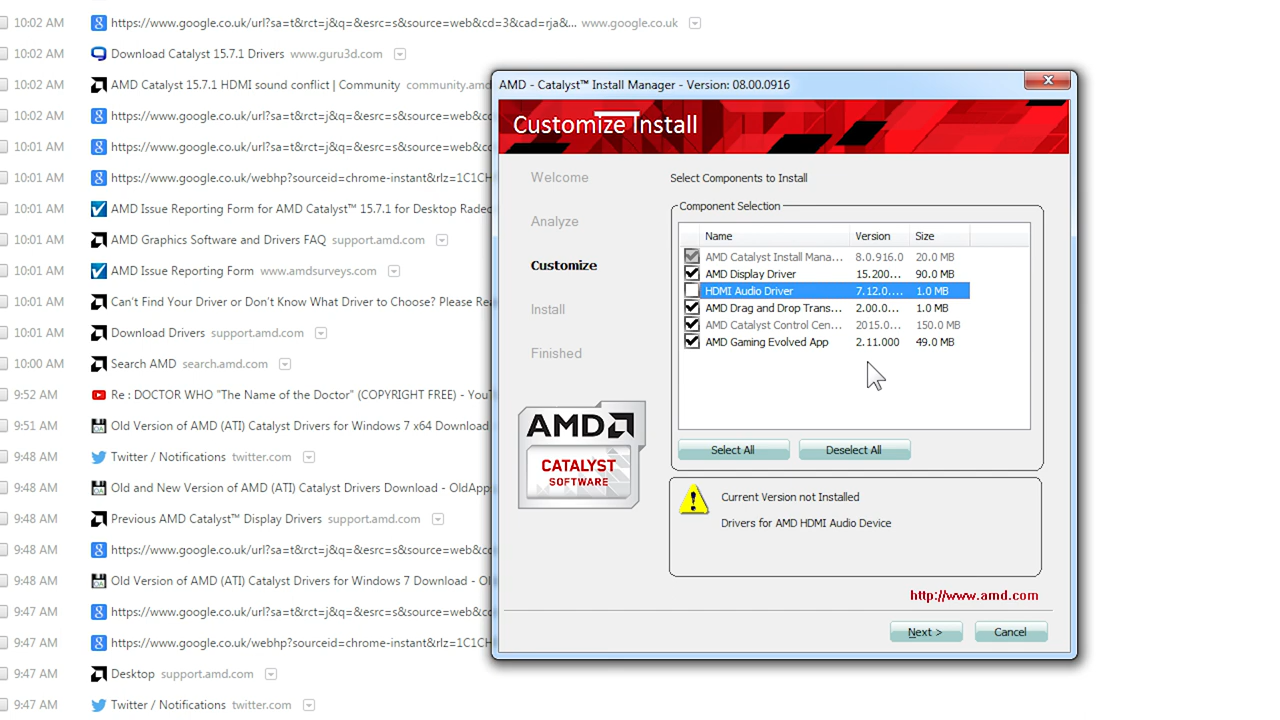 10:02 AM https://www.google.co.uk/url?sa=t&rct=j&q=&esrc=s&source=web&cd=3&cad=rja&... www.google.co.uk
10:02 AM Download Catalyst 15.7.1 Drivers www.guru3d.com
10:02 AM AMD Catalyst 15.7.1 HDMI sound conflict | Community community.amd
10:02 AM https://www.google.co.uk/url?sa=t&rct=j&q=&esrc=s&source=web&cd
10:01 AM https://www.google.co.uk/url?sa=t&rct=j&q=&esrc=s&source=web&cd
10:01 AM https://www.google.co.uk/webhp?sourceid=chrome-instant&rlz=1C1CH
10:01 AM AMD Issue Reporting Form for AMD Catalyst™ 15.7.1 for Desktop Rade
10:01 AM AMD Graphics Software and Drivers FAQ support.amd.com
10:01 AM AMD Issue Reporting Form www.amdsurveys.com
10:01 AM Can't Find Your Driver or Don't Know What Driver to Choose? Please Re
10:01 AM Download Drivers support.amd.com
10:00 AM Search AMD search.amd.com
9:52 AM Re : DOCTOR WHO "The Name of the Doctor" (COPYRIGHT FREE) - YouT
9:51 AM Old Version of AMD (ATI) Catalyst Drivers for Windows 7 x64 Download
9:48 AM Twitter / Notifications twitter.com
9:48 AM Old and New Version of AMD (ATI) Catalyst Drivers Download - OldApp
9:48 AM Previous AMD Catalyst™ Display Drivers support.amd.com
9:48 AM https://www.google.co.uk/url?sa=t&rct=j&q=&esrc=s&source=web&cd
9:48 AM Old Version of AMD (ATI) Catalyst Drivers for Windows 7 Download - O
9:47 AM https://www.google.co.uk/url?sa=t&rct=j&q=&esrc=s&source=web&cd
9:47 AM https://www.google.co.uk/webhp?sourceid=chrome-instant&rlz=1C1CH
9:47 AM Desktop support.amd.com
9:47 AM Twitter / Notifications twitter.com
AMD - Catalyst™ Install Manager - Version: 08.00.0916
Customize Install
Welcome
Analyze
Customize
Install
Finished
AMD
CATALYST
SOFTWARE
Select Components to Install
Component Selection
Name Version Size
AMD Catalyst Install Mana... 8.0.916.0 20.0 MB
AMD Display Driver 15.200... 90.0 MB
HDMI Audio Driver 7.12.0.... 1.0 MB
AMD Drag and Drop Trans... 2.00.0... 1.0 MB
AMD Catalyst Control Cen... 2015.0... 150.0 MB
AMD Gaming Evolved App 2.11.000 49.0 MB
Select All Deselect All
Current Version not Installed
Drivers for AMD HDMI Audio Device
http://www.amd.com
Next > Cancel